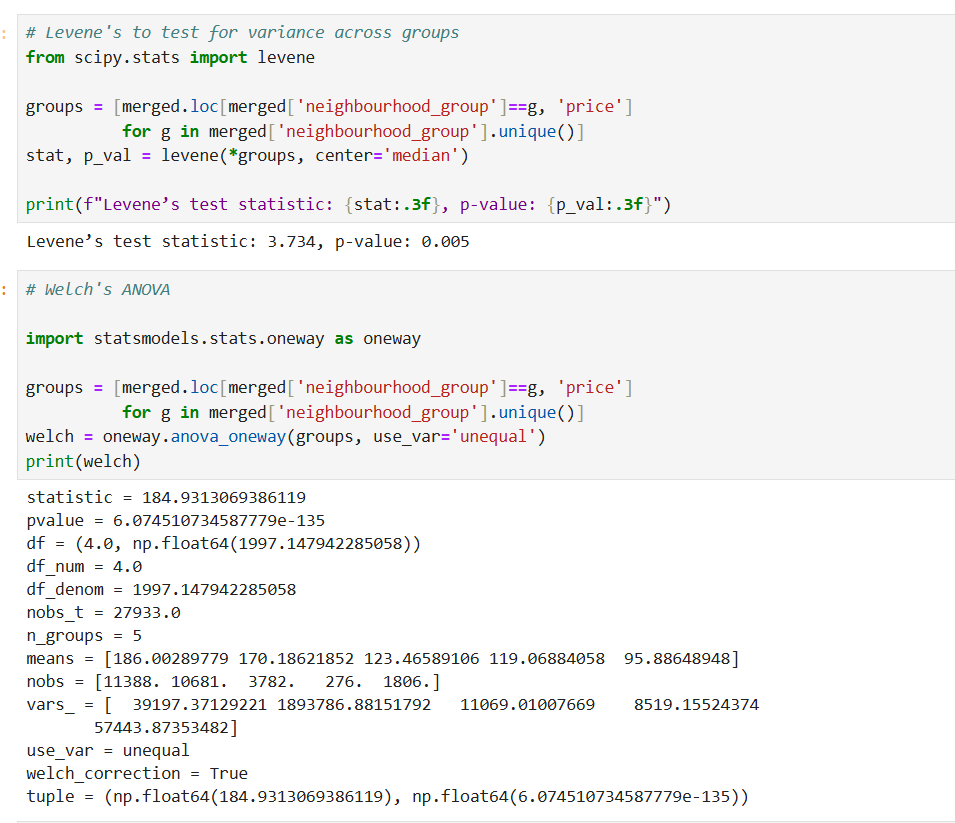 :
# Levene's to test for variance across groups
from scipy.stats import levene
groups = [merged.loc[merged['neighbourhood_group']==g, 'price']
for g in merged['neighbourhood_group'].unique()]
stat, p_val = levene(*groups, center='median')
print(f"Levene’s test statistic: {stat:.3f}, p-value: {p_val:.3f}")
Levene’s test statistic: 3.734, p-value: 0.005
:
# Welch's ANOVA
import statsmodels.stats.oneway as oneway
groups = [merged.loc[merged['neighbourhood_group']==g, 'price']
for g in merged['neighbourhood_group'].unique()]
welch = oneway.anova_oneway(groups, use_var='unequal')
print(welch)
statistic = 184.9313069386119
pvalue = 6.074510734587779e-135
df = (4.0, np.float64(1997.147942285058))
df_num = 4.0
df_denom = 1997.147942285058
nobs_t = 27933.0
n_groups = 5
means = [186.00289779 170.18621852 123.46589106 119.06884058  95.88648948]
nobs = [11388. 10681.  3782.   276.  1806.]
vars_ = [  39197.37129221 1893786.88151792   11069.01007669    8519.15524374
57443.87353482]
use_var = unequal
welch_correction = True
tuple = (np.float64(184.9313069386119), np.float64(6.074510734587779e-135))